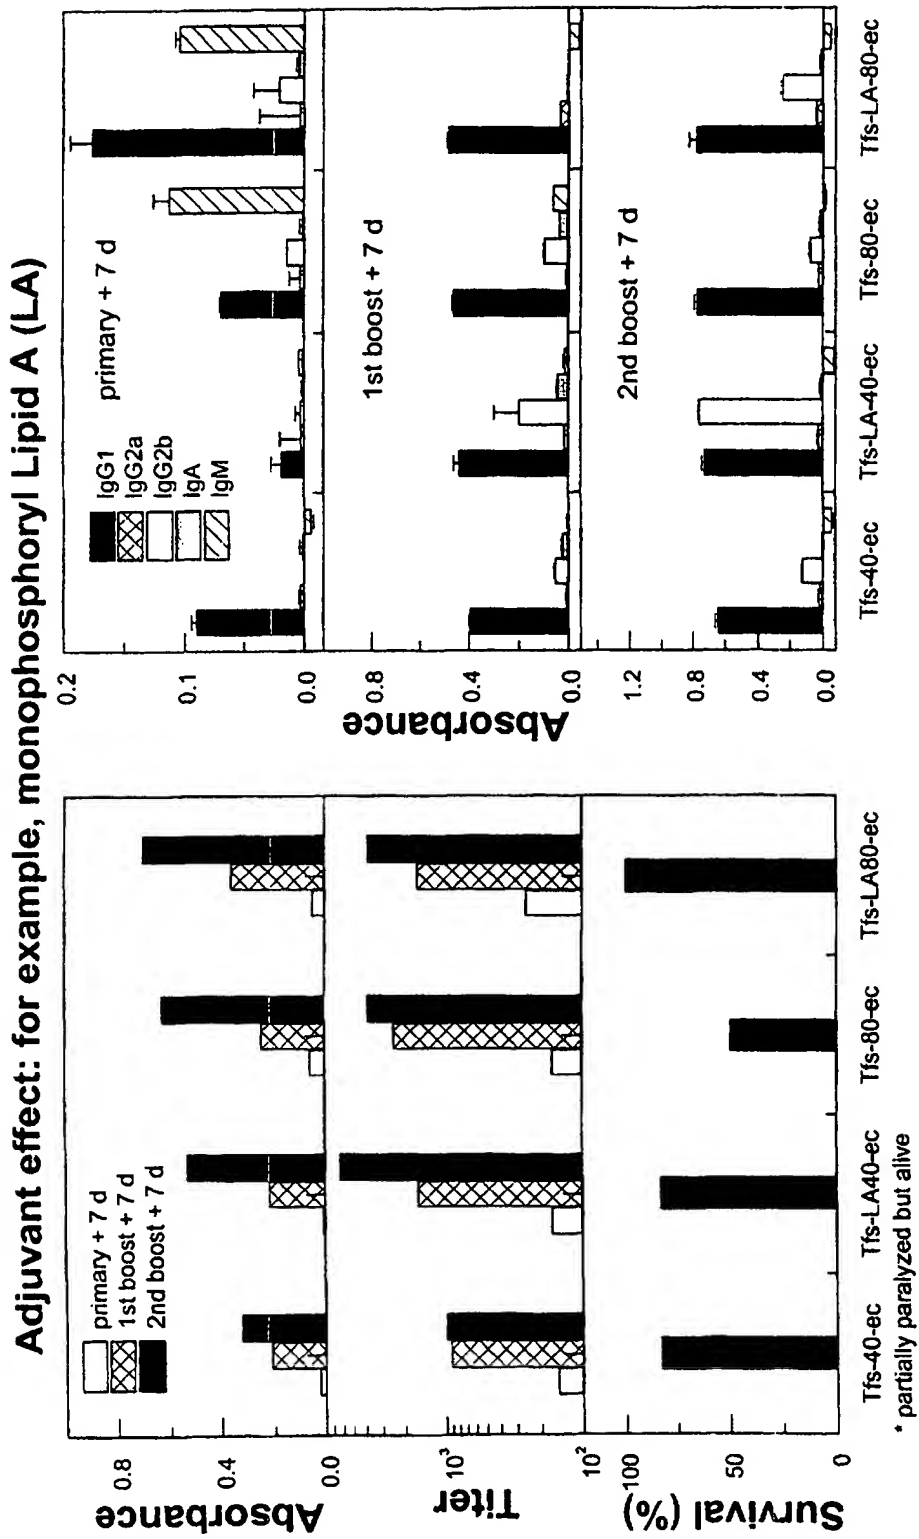 Adjuvant effect: for example, monophosphoryl Lipid A (LA)
primary + 7 d
1st boost + 7 d
2nd boost + 7 d
0.8
0.4
0.0
Absorbance
10³
10²
Titer
100
50
0
Survival (%)
Tfs-40-ec
Tfs-LA40-ec
Tfs-80-ec
Tfs-LA80-ec
* partially paralyzed but alive
0.2
0.1
0.0
IgG1
IgG2a
IgG2b
IgA
IgM
primary + 7 d
0.8
0.4
0.0
Absorbance
1st boost + 7 d
1.2
0.8
0.4
0.0
2nd boost + 7 d
Tfs-40-ec
Tfs-LA-40-ec
Tfs-80-ec
Tfs-LA-80-ec